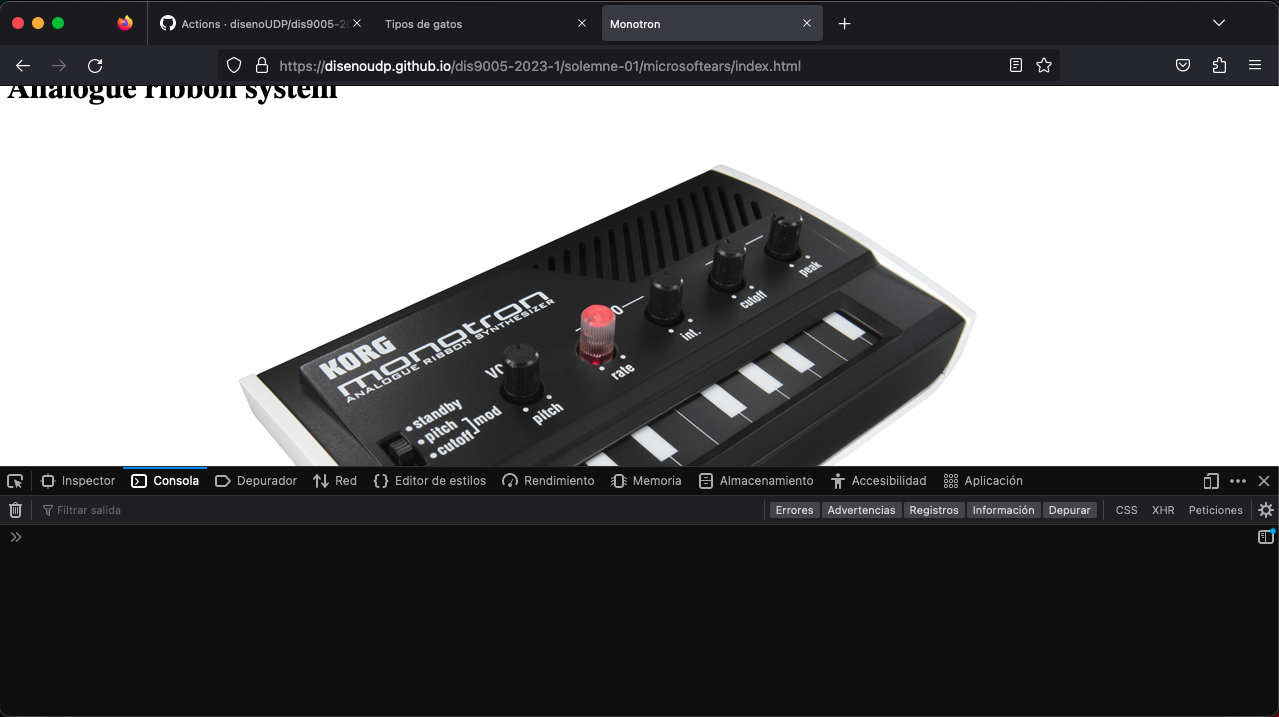 Actions · disenoUDP/dis9005-2
Tipos de gatos
Monotron
https://disenoudp.github.io/dis9005-2023-1/solemne-01/microsoftears/index.html
Analogue ribbon system
KORG
monotron
ANALOGUE RIBBON SYNTHESIZER
peak
cutoff
int.
rate
VC
pitch
standby
pitch
cutoff
mod
Inspector Consola Depurador Red Editor de estilos Rendimiento Memoria Almacenamiento Accesibilidad Aplicación
Filtrar salida Errores Advertencias Registros Información Depurar CSS XHR Peticiones